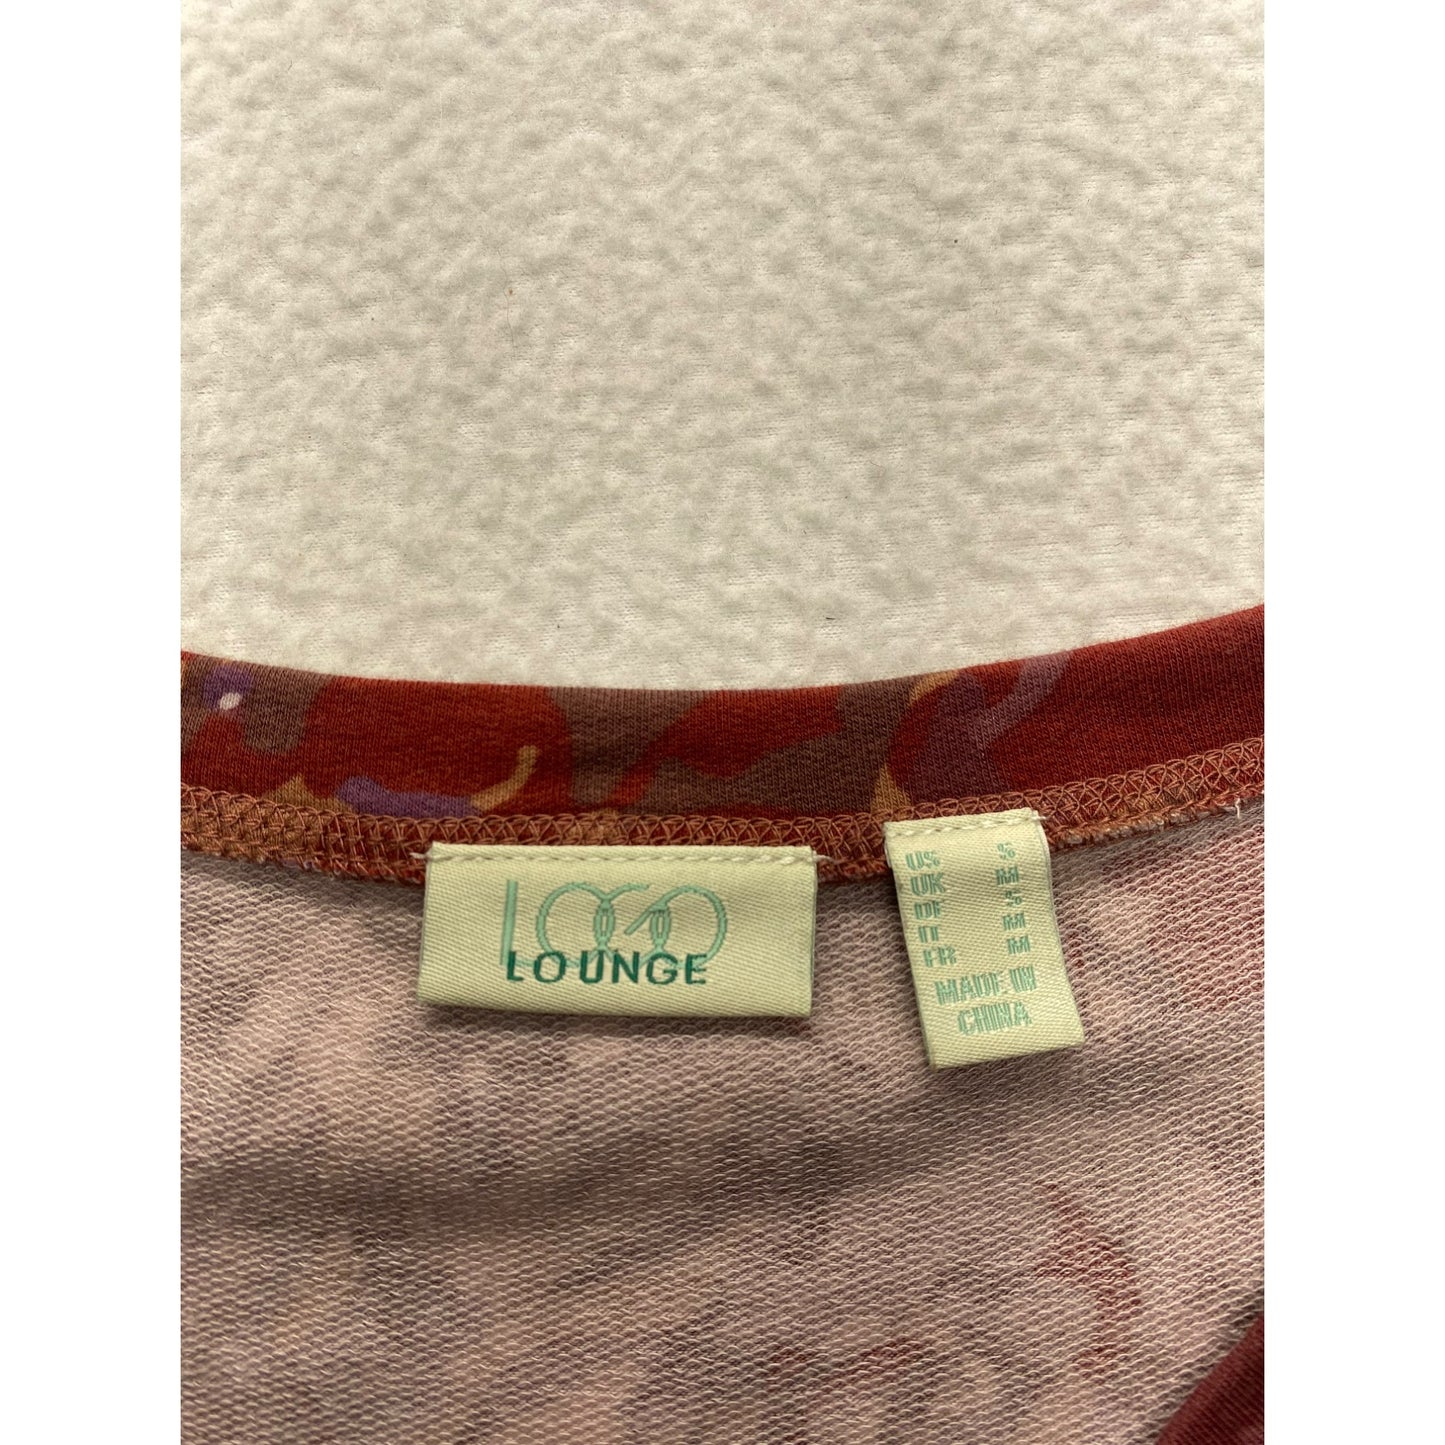 LOGO
LOUNGE
US S
UK M
DE S
IT M
FR M
MADE IN
CHINA